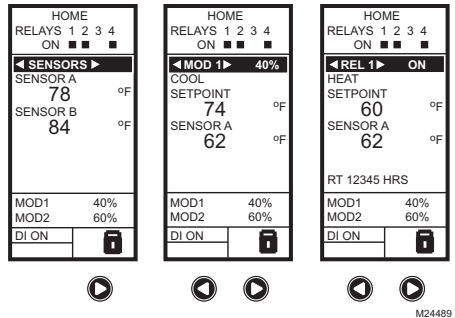 HOME
RELAYS 1 2 3 4
ON ■ ■ ■
◄ SENSORS ►
SENSOR A
78 ºF
SENSOR B
84 ºF
MOD1 40%
MOD2 60%
DI ON
HOME
RELAYS 1 2 3 4
ON ■ ■ ■
◄ MOD 1► 40%
COOL
SETPOINT
74 ºF
SENSOR A
62 ºF
MOD1 40%
MOD2 60%
DI ON
HOME
RELAYS 1 2 3 4
ON ■ ■ ■
◄ REL 1► ON
HEAT
SETPOINT
60 ºF
SENSOR A
62 ºF
RT 12345 HRS
MOD1 40%
MOD2 60%
DI ON
M24489